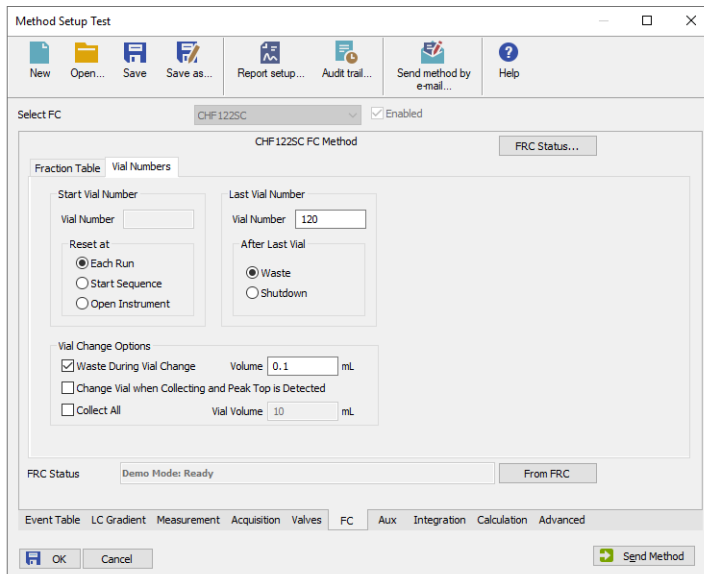 Method Setup Test
New Open... Save Save as... Report setup... Audit trail... Send method by e-mail... Help
Select FC CHF122SC Enabled
CHF122SC FC Method FRC Status...
Fraction Table Vial Numbers
Start Vial Number Last Vial Number
Vial Number Vial Number 120
Reset at After Last Vial
Each Run
Waste
Start Sequence
Shutdown
Open Instrument
Vial Change Options
Waste During Vial Change Volume 0.1 mL
Change Vial when Collecting and Peak Top is Detected
Collect All Vial Volume 10 mL
FRC Status Demo Mode: Ready From FRC
Event Table LC Gradient Measurement Acquisition Valves FC Aux Integration Calculation Advanced
OK Cancel Send Method